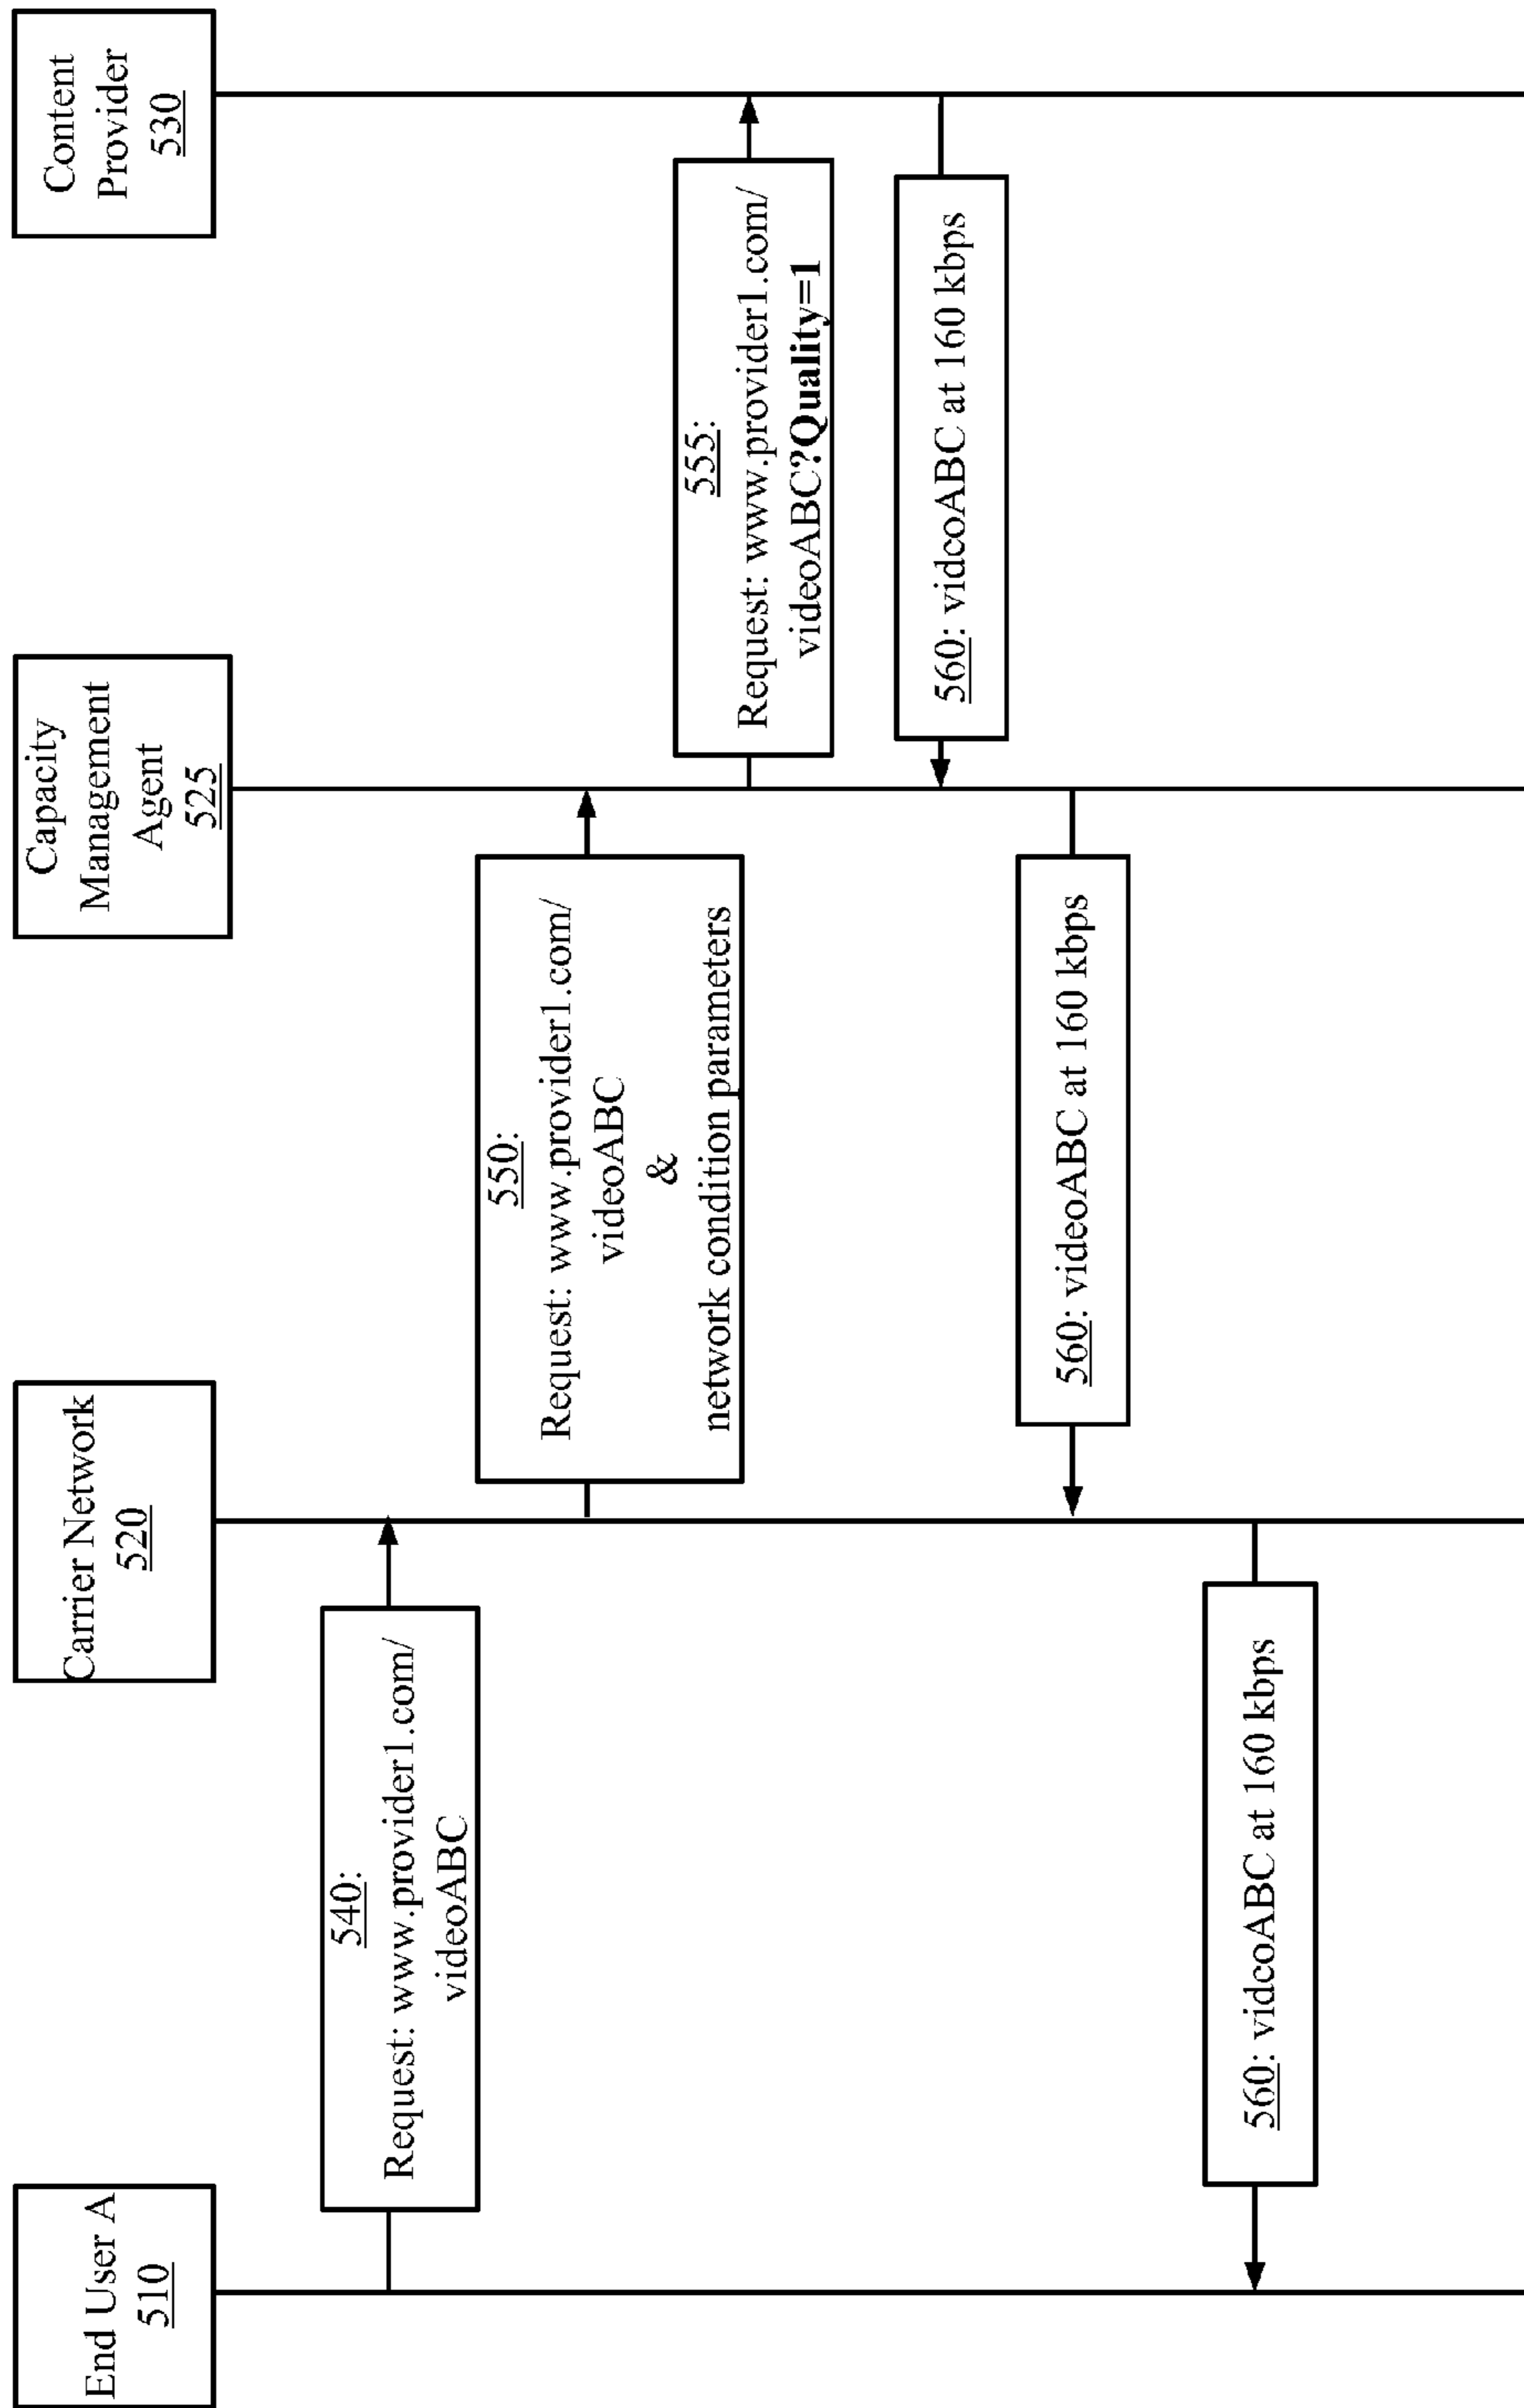 End User A
510
Carrier Network
520
Capacity
Management
Agent
525
Content
Provider
530
540:
Request: www.provider1.com/
videoABC
550:
Request: www.provider1.com/
videoABC
&
network condition parameters
555:
Request: www.provider1.com/
videoABC?Quality=1
560: videoABC at 160 kbps
560: videoABC at 160 kbps
560: videoABC at 160 kbps